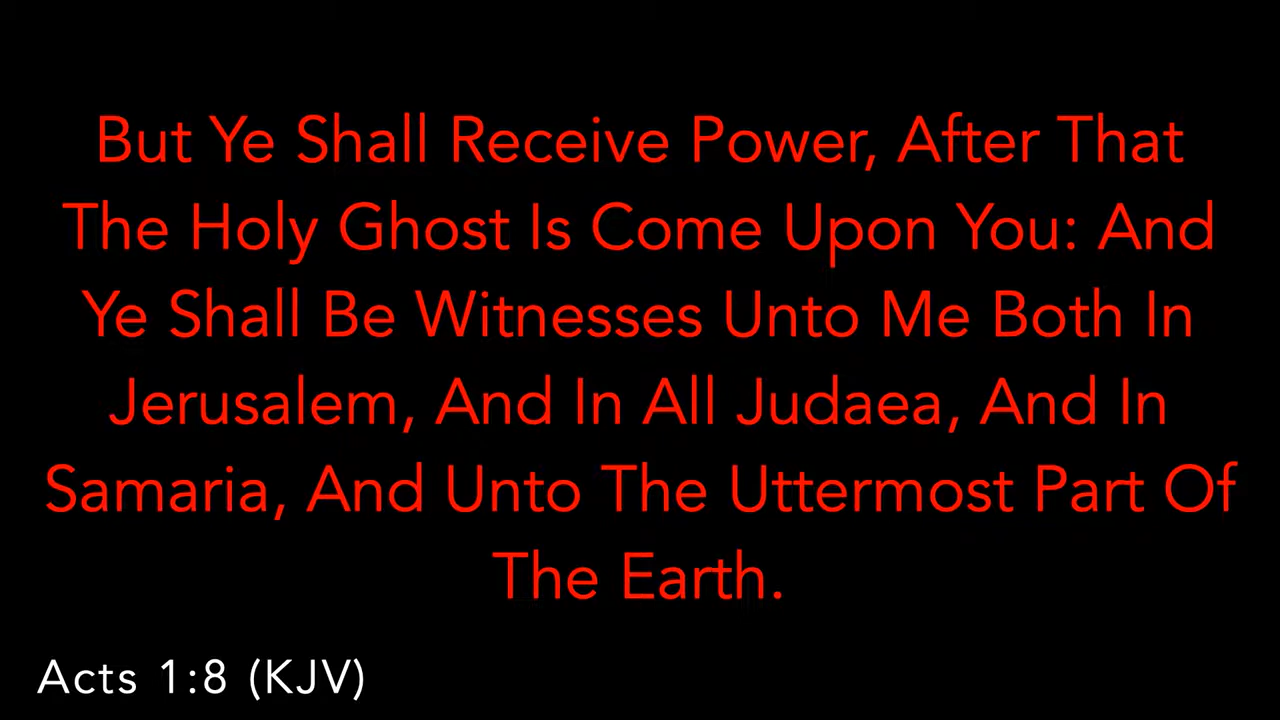 But Ye Shall Receive Power, After That
The Holy Ghost Is Come Upon You: And
Ye Shall Be Witnesses Unto Me Both In
Jerusalem, And In All Judaea, And In
Samaria, And Unto The Uttermost Part Of
The Earth.
Acts 1:8 (KJV)